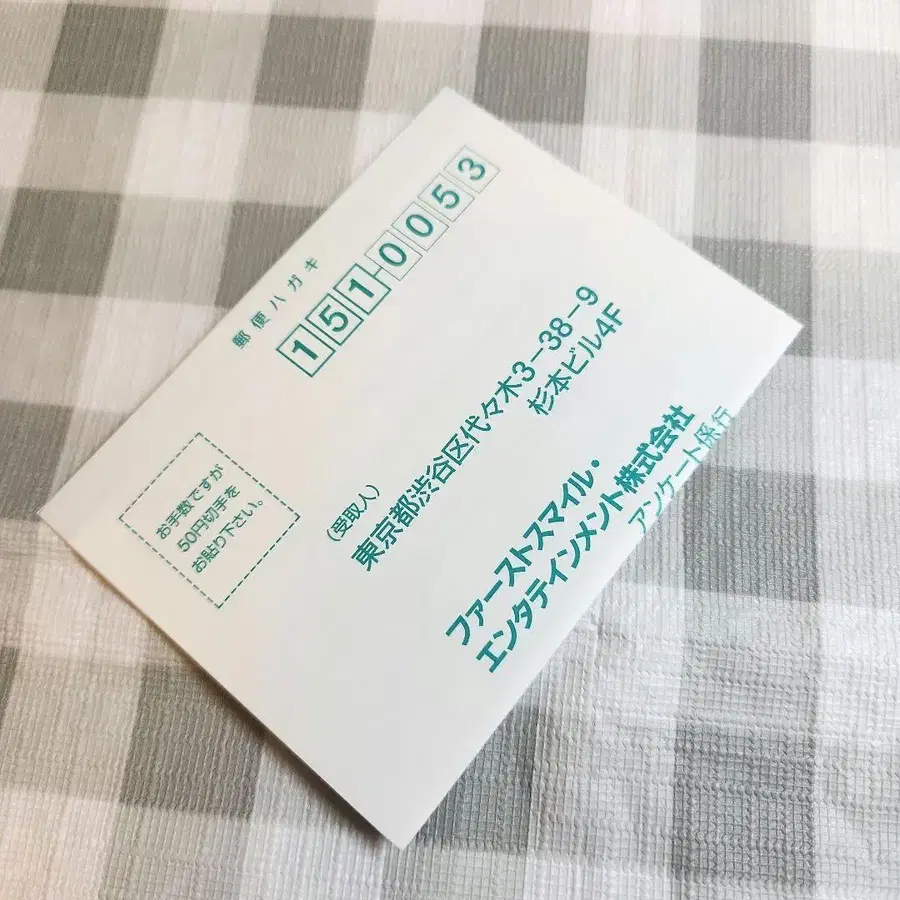 郵便ハガキ
151-0053
お手数ですが
50円切手を
お貼り下さい。
(受取人)
東京都渋谷区代々木3-38-9
杉本ビル4F
ファーストスマイル・
エンタテインメント株式会社
アンケート係行